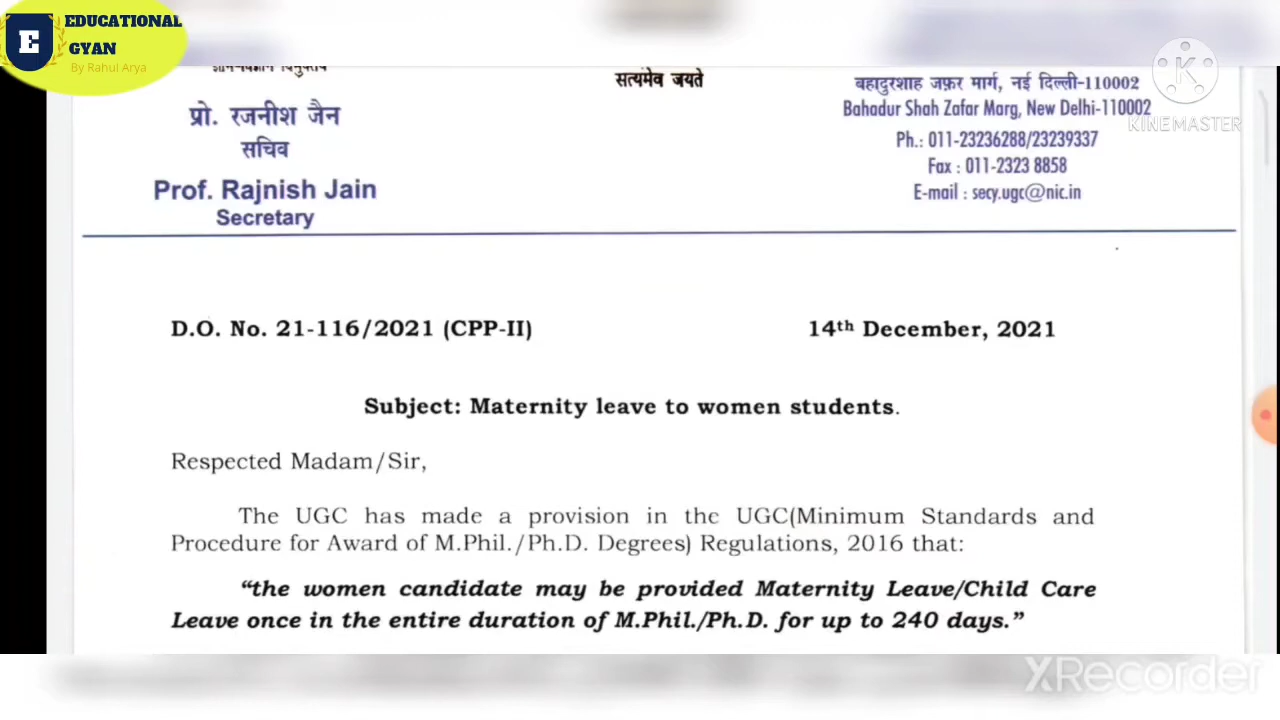 EDUCATIONAL
GYAN
By Rahul Arya
E
सत्यमेव जयते
बहादुरशाह जफ़र मार्ग, नई दिल्ली-110002
Bahadur Shah Zafar Marg, New Delhi-110002
Ph.: 011-23236288/23239337
Fax : 011-2323 8858
E-mail : secy.ugc@nic.in
K
KINEMASTER
प्रो. रजनीश जैन
सचिव
Prof. Rajnish Jain
Secretary
D.O. No. 21-116/2021 (CPP-II)
14th December, 2021
Subject: Maternity leave to women students.
Respected Madam/Sir,
The UGC has made a provision in the UGC(Minimum Standards and
Procedure for Award of M.Phil./Ph.D. Degrees) Regulations, 2016 that:
“the women candidate may be provided Maternity Leave/Child Care
Leave once in the entire duration of M.Phil./Ph.D. for up to 240 days.”
XRecorder